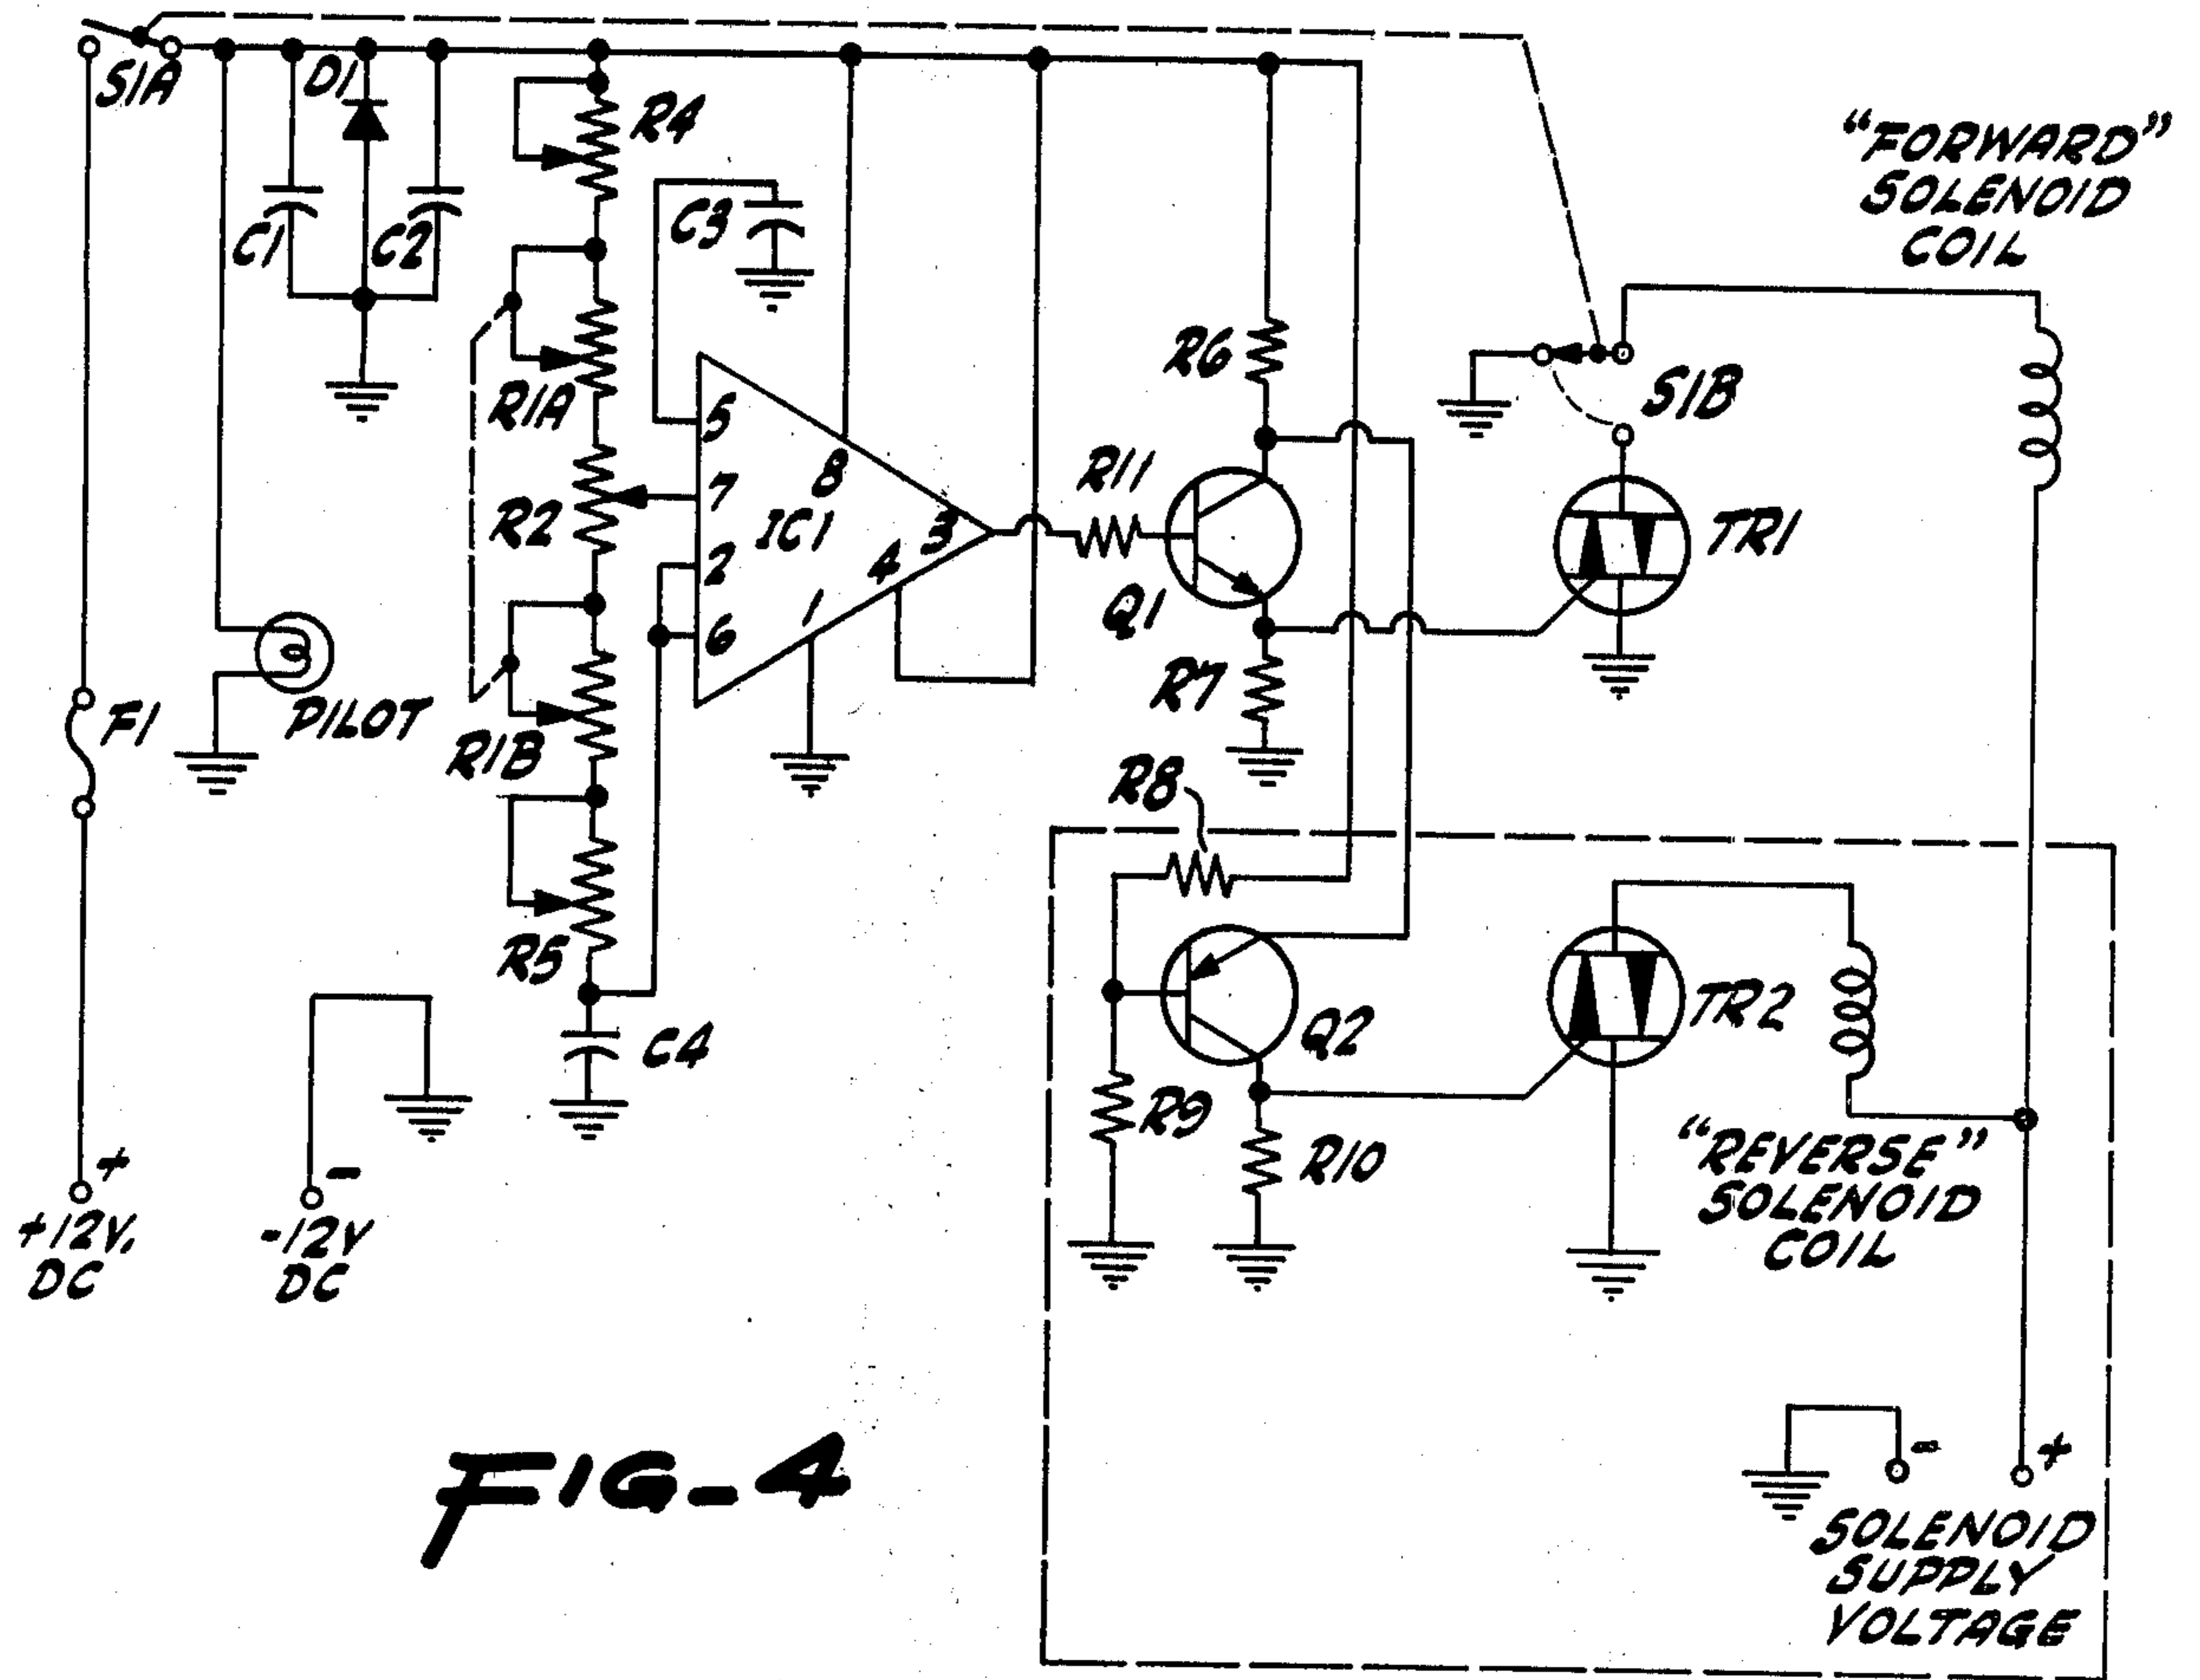 S1A
D1
C1
C2
R4
C3
R1A
R2
R1B
R5
C4
5
7
2
6
8
IC1
3
4
1
R11
R6
Q1
R7
"FORWARD"
SOLENOID
COIL
S1B
TR1
F1
PILOT
R8
Q2
R9
R10
TR2
"REVERSE"
SOLENOID
COIL
+
+12V.
DC
-
-12V
DC
-
+
SOLENOID
SUPPLY
VOLTAGE
FIG-4